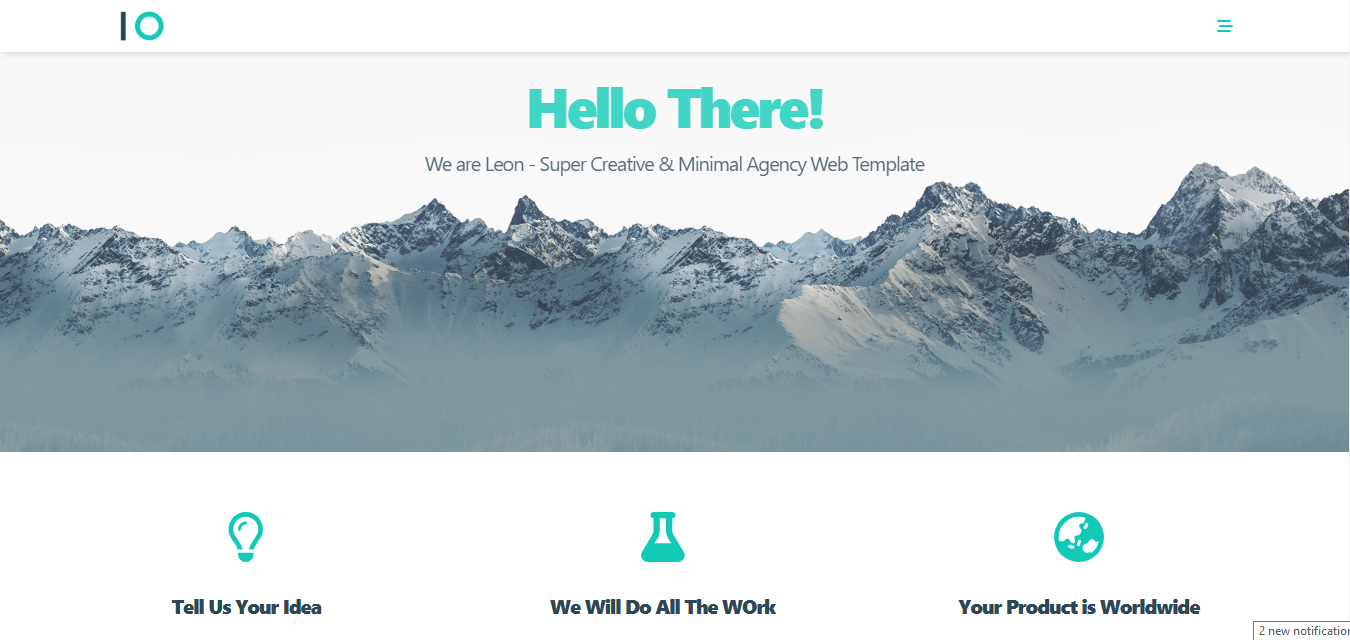 IO
Hello There!
We are Leon - Super Creative & Minimal Agency Web Template
Tell Us Your Idea
We Will Do All The WOrk
Your Product is Worldwide
2 new notification